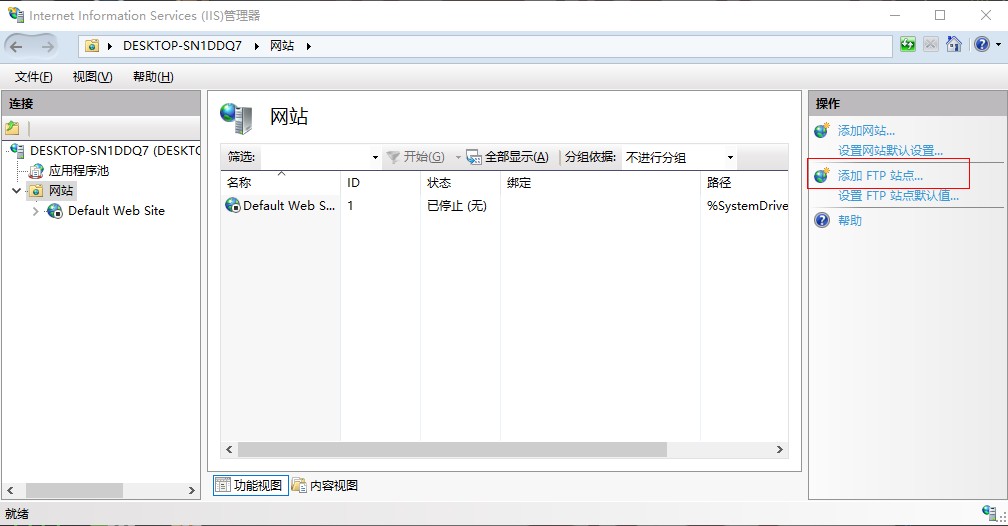 Internet Information Services (IIS)管理器
DESKTOP-SN1DDQ7 网站
文件(F) 视图(V) 帮助(H)
连接
DESKTOP-SN1DDQ7 (DESKTO
应用程序池
网站
Default Web Site
网站
筛选: 开始(G) 全部显示(A) 分组依据: 不进行分组
名称 ID 状态 绑定 路径
Default Web S... 1 已停止 (无) %SystemDrive
功能视图 内容视图
操作
添加网站...
设置网站默认设置...
添加 FTP 站点...
设置 FTP 站点默认值...
帮助
就绪